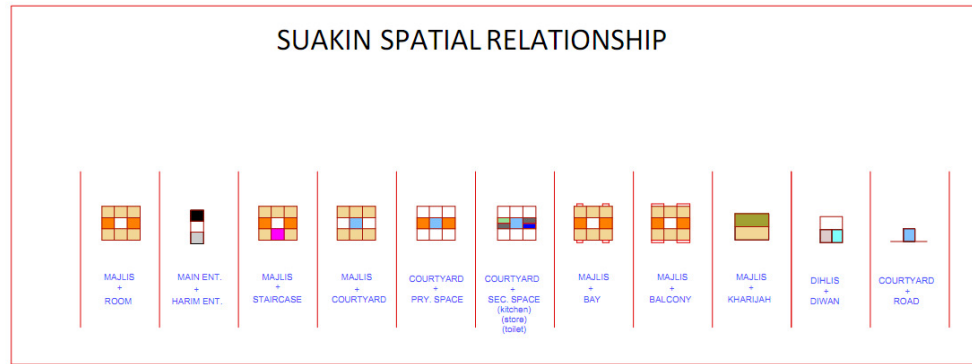 SUAKIN SPATIAL RELATIONSHIP
MAJLIS
+
ROOM
MAIN ENT.
+
HARIM ENT.
MAJLIS
+
STAIRCASE
MAJLIS
+
COURTYARD
COURTYARD
+
PRY. SPACE
COURTYARD
+
SEC. SPACE
(kitchen)
(store)
(toilet)
MAJLIS
+
BAY
MAJLIS
+
BALCONY
MAJLIS
+
KHARIJAH
DIHLIS
+
DIWAN
COURTYARD
+
ROAD